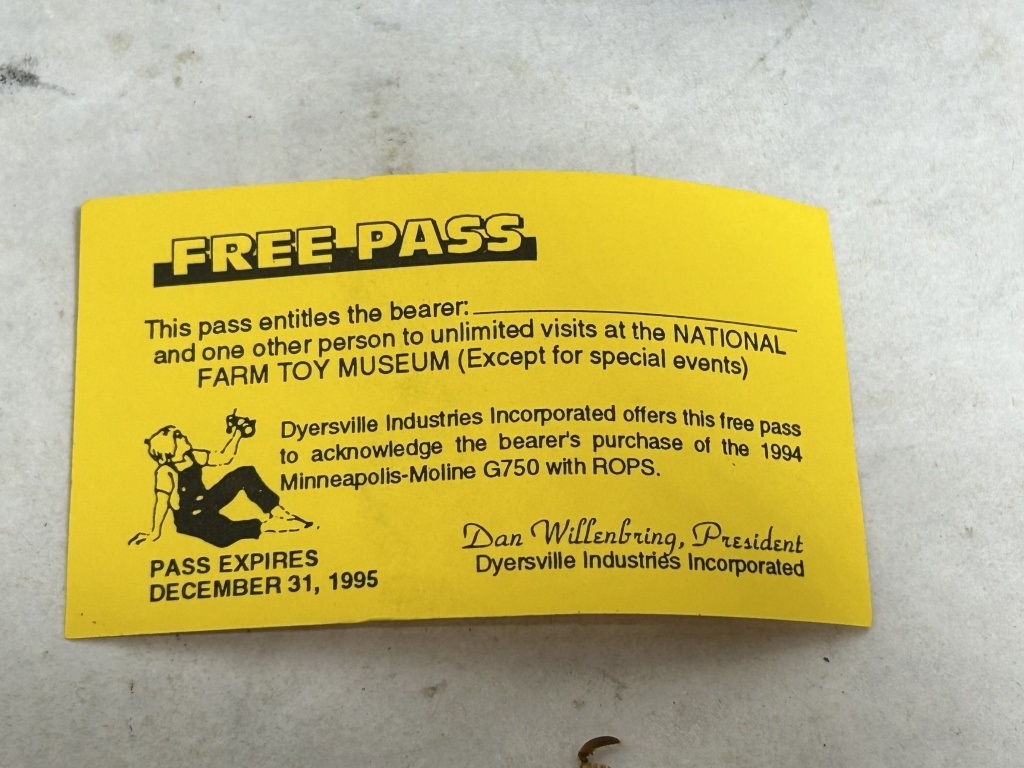 FREE PASS
This pass entitles the bearer:
and one other person to unlimited visits at the NATIONAL
FARM TOY MUSEUM (Except for special events)
Dyersville Industries Incorporated offers this free pass
to acknowledge the bearer's purchase of the 1994
Minneapolis-Moline G750 with ROPS.
PASS EXPIRES
DECEMBER 31, 1995
Dan Willenbring, President
Dyersville Industries Incorporated